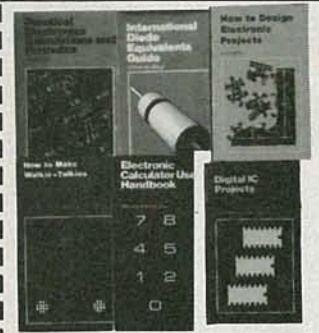 Practical
Electronics
Calculations and
Formulae
International
Diode
Equivalents
Guide
How to Design
Electronic
Projects
How to Make
Walkie-Talkies
Electronic
Calculator Users
Handbook
7 8
4 5
1 2
0
Digital IC
Projects